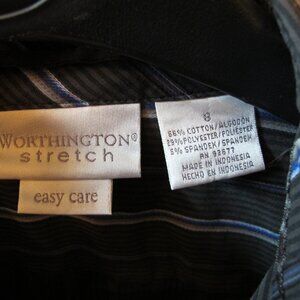 WORTHINGTON®
stretch
easy care
8
66% COTTON/ALGODON
29% POLYESTER/POLIESTER
5% SPANDEX/SPANDEX
RN 93677
MADE IN INDONESIA
HECHO EN INDONESIA